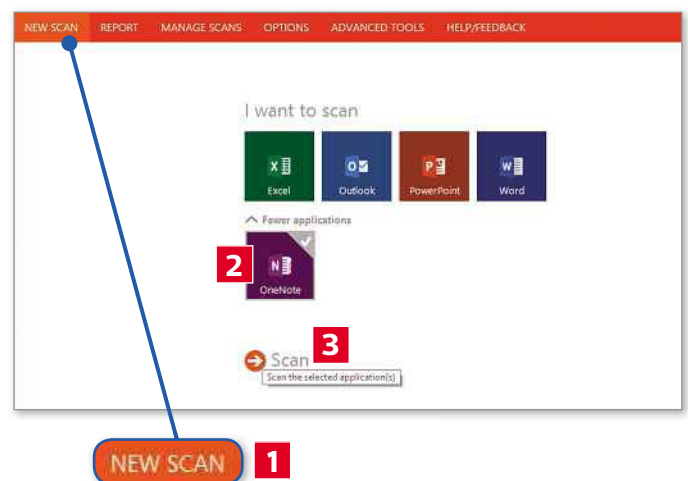 NEW SCAN REPORT MANAGE SCANS OPTIONS ADVANCED TOOLS HELP/FEEDBACK
I want to scan
X Excel
O Outlook
P PowerPoint
W Word
Fewer applications
2
N OneNote
Scan 3
Scan the selected application(s)
NEW SCAN 1